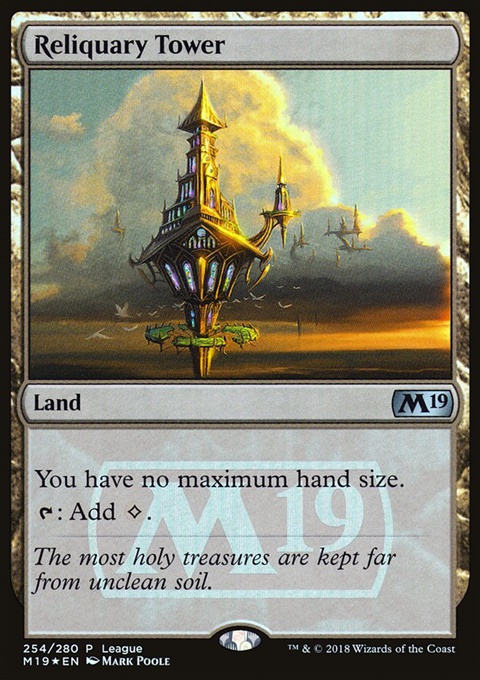 Reliquary Tower
Land
M19
You have no maximum hand size.
: Add .
The most holy treasures are kept far
from unclean soil.
M19
254/280 P League
M19★EN Mark Poole
™ & © 2018 Wizards of the Coast